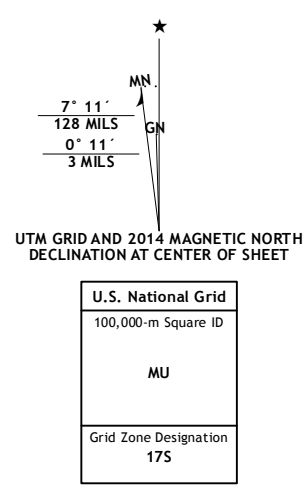 ★
MN.
7° 11´
128 MILS
GN
0° 11´
3 MILS
UTM GRID AND 2014 MAGNETIC NORTH
DECLINATION AT CENTER OF SHEET
U.S. National Grid
100,000-m Square ID
MU
Grid Zone Designation
17S